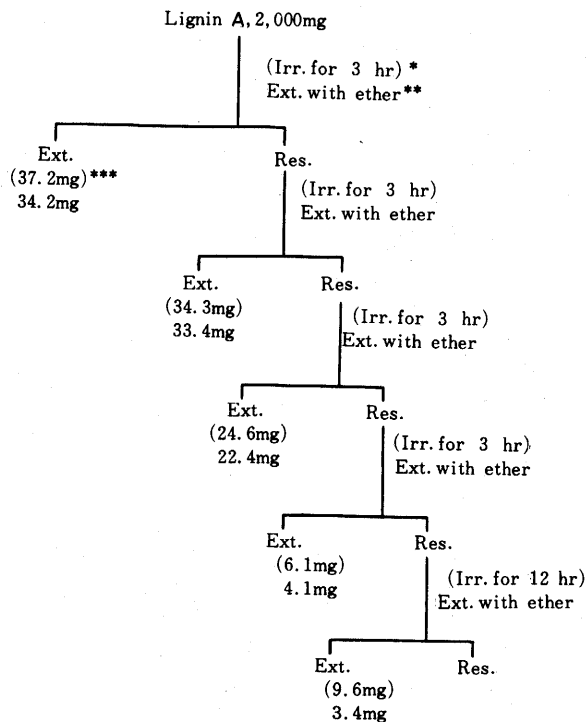 Lignin A, 2,000mg
(Irr. for 3 hr) *
Ext. with ether**
Ext.
(37.2mg)***
34.2mg
Res.
(Irr. for 3 hr)
Ext. with ether
Ext.
(34.3mg)
33.4mg
Res.
(Irr. for 3 hr)
Ext. with ether
Ext.
(24.6mg)
22.4mg
Res.
(Irr. for 3 hr)
Ext. with ether
Ext.
(6.1mg)
4.1mg
Res.
(Irr. for 12 hr)
Ext. with ether
Ext.
(9.6mg)
3.4mg
Res.